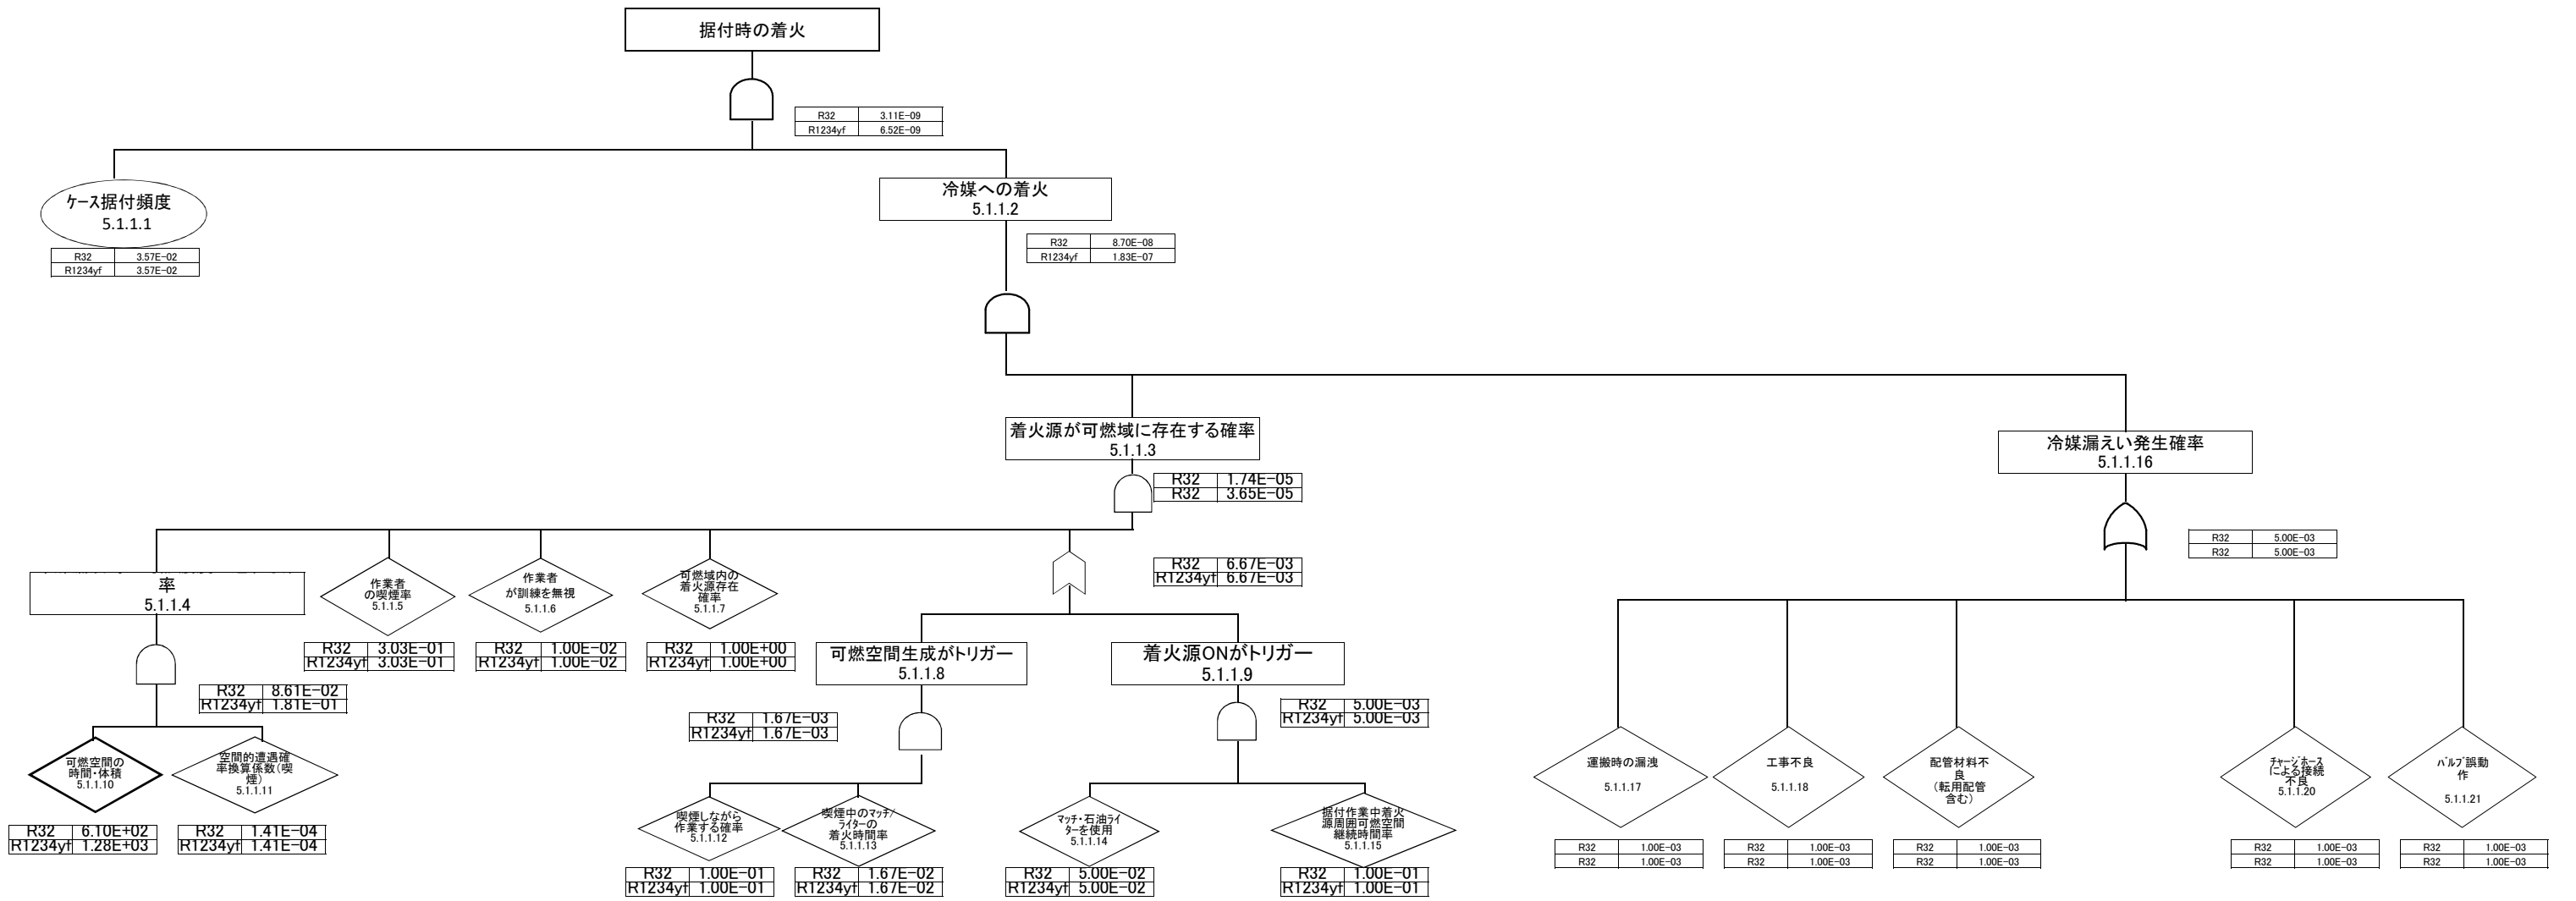 据付時の着火
R32 3.11E-09
R1234yf 6.52E-09
ｹｰｽ据付頻度
5.1.1.1
R32 3.57E-02
R1234yf 3.57E-02
冷媒への着火
5.1.1.2
R32 8.70E-08
R1234yf 1.83E-07
着火源が可燃域に存在する確率
5.1.1.3
R32 1.74E-05
R32 3.65E-05
冷媒漏えい発生確率
5.1.1.16
R32 5.00E-03
R32 5.00E-03
率
5.1.1.4
R32 8.61E-02
R1234yf 1.81E-01
作業者
の喫煙率
5.1.1.5
R32 3.03E-01
R1234yf 3.03E-01
作業者
が訓練を無視
5.1.1.6
R32 1.00E-02
R1234yf 1.00E-02
可燃域内の
着火源存在
確率
5.1.1.7
R32 1.00E+00
R1234yf 1.00E+00
R32 6.67E-03
R1234yf 6.67E-03
可燃空間生成がトリガー
5.1.1.8
R32 1.67E-03
R1234yf 1.67E-03
着火源ONがトリガー
5.1.1.9
R32 5.00E-03
R1234yf 5.00E-03
可燃空間の
時間・体積
5.1.1.10
R32 6.10E+02
R1234yf 1.28E+03
空間的遭遇確
率換算係数(喫
煙)
5.1.1.11
R32 1.41E-04
R1234yf 1.41E-04
喫煙しながら
作業する確率
5.1.1.12
R32 1.00E-01
R1234yf 1.00E-01
喫煙中のﾏｯﾁ/
ﾗｲﾀｰの
着火時間率
5.1.1.13
R32 1.67E-02
R1234yf 1.67E-02
ﾏｯﾁ・石油ﾗｲ
ﾀｰを使用
5.1.1.14
R32 5.00E-02
R1234yf 5.00E-02
据付作業中着火
源周囲可燃空間
継続時間率
5.1.1.15
R32 1.00E-01
R1234yf 1.00E-01
運搬時の漏洩
5.1.1.17
R32 1.00E-03
R32 1.00E-03
工事不良
5.1.1.18
R32 1.00E-03
R32 1.00E-03
配管材料不
良
(転用配管
含む)
R32 1.00E-03
R32 1.00E-03
ﾁｬｰｼﾞﾎｰｽ
による接続
不良
5.1.1.20
R32 1.00E-03
R32 1.00E-03
ﾊﾞﾙﾌﾞ誤動
作
5.1.1.21
R32 1.00E-03
R32 1.00E-03